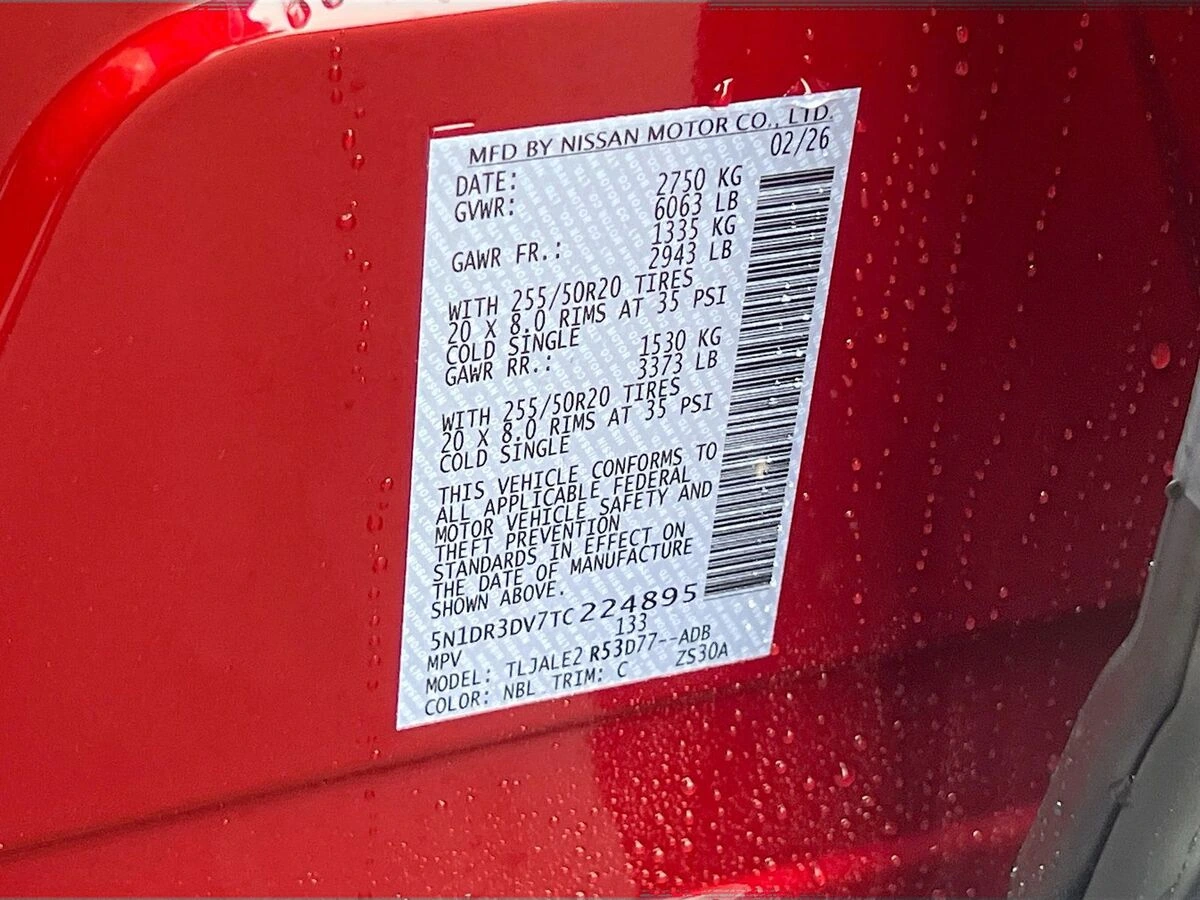 MFD BY NISSAN MOTOR CO., LTD.
DATE: 02/26
GVWR: 2750 KG
6063 LB
GAWR FR.: 1335 KG
2943 LB
WITH 255/50R20 TIRES
20 X 8.0 RIMS AT 35 PSI
COLD SINGLE
GAWR RR.: 1530 KG
3373 LB
WITH 255/50R20 TIRES
20 X 8.0 RIMS AT 35 PSI
COLD SINGLE
THIS VEHICLE CONFORMS TO
ALL APPLICABLE FEDERAL
MOTOR VEHICLE SAFETY AND
THEFT PREVENTION
STANDARDS IN EFFECT ON
THE DATE OF MANUFACTURE
SHOWN ABOVE.
5N1DR3DV7TC224895
MPV 133
MODEL: TLJALE2 R53D77--ADB
COLOR: NBL TRIM: C ZS30A